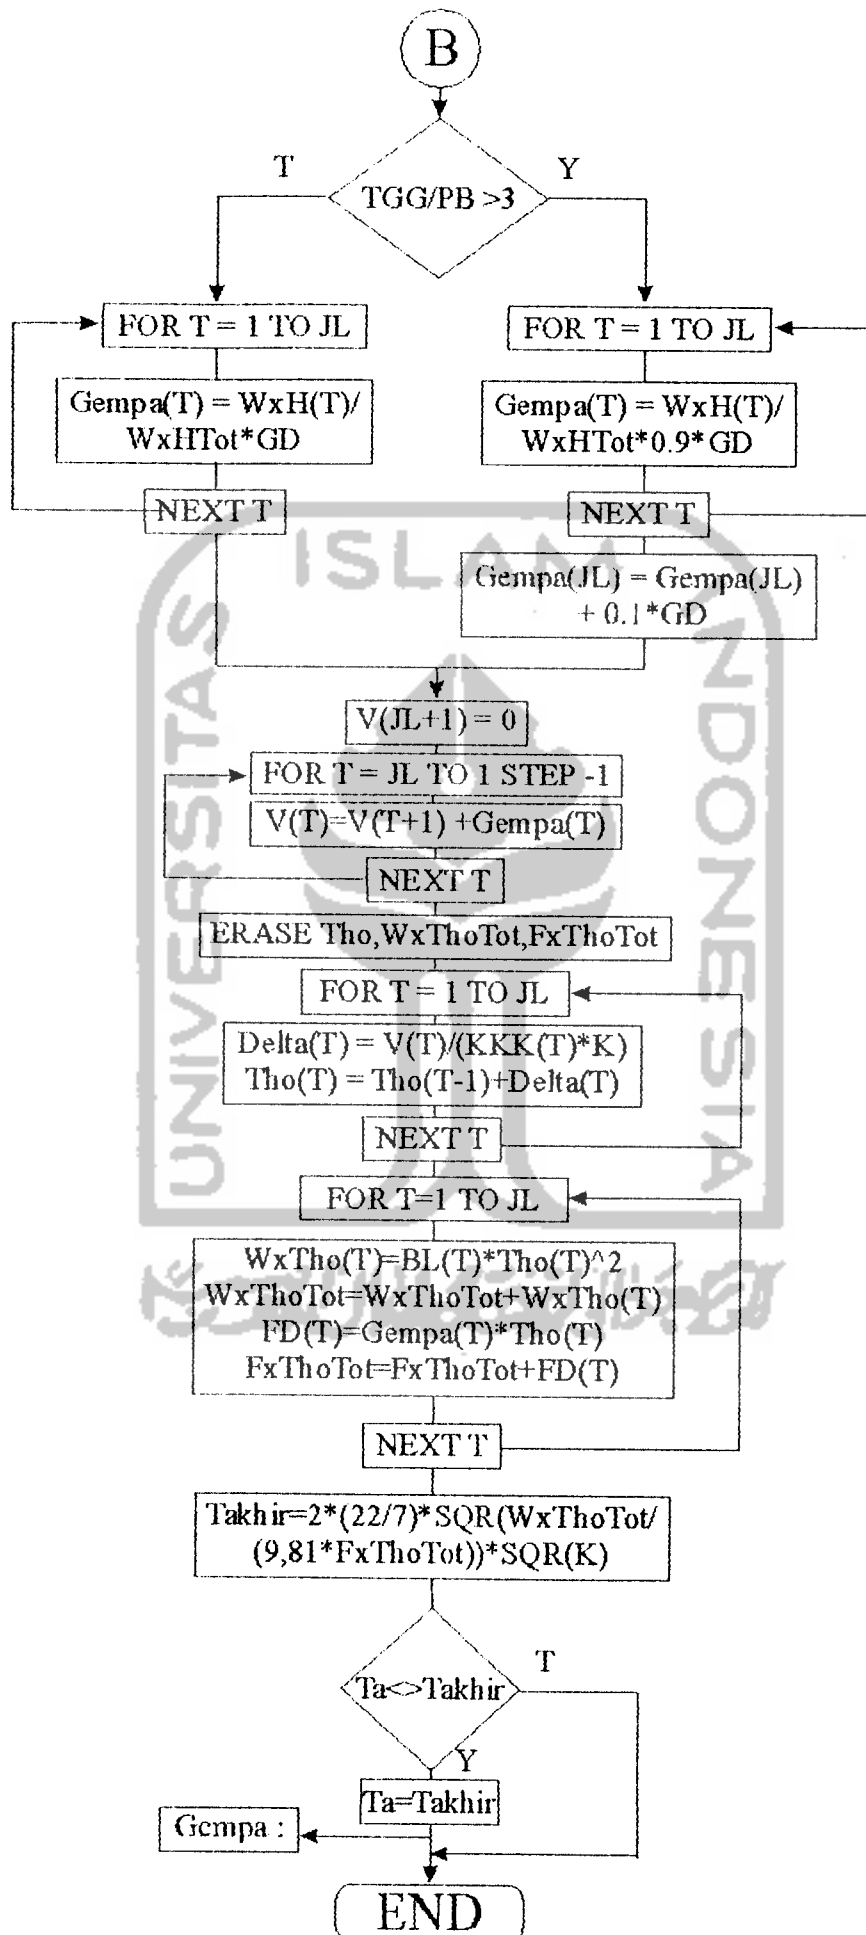 B
T
Y
TGG/PB >3
FOR T = 1 TO JL
FOR T = 1 TO JL
Gempa(T) = WxH(T)/
WxHTot*GD
Gempa(T) = WxH(T)/
WxHTot*0.9*GD
NEXT T
NEXT T
Gempa(JL) = Gempa(JL)
+ 0.1*GD
ISLAM
UNIVERSITAS
INDONESIA
V(JL+1) = 0
FOR T = JL TO 1 STEP -1
V(T)=V(T+1) +Gempa(T)
NEXT T
ERASE Tho,WxThoTot,FxThoTot
FOR T = 1 TO JL
Delta(T) = V(T)/(KKK(T)*K)
Tho(T) = Tho(T-1)+Delta(T)
NEXT T
FOR T=1 TO JL
WxTho(T)=BL(T)*Tho(T)^2
WxThoTot=WxThoTot+WxTho(T)
FD(T)=Gempa(T)*Tho(T)
FxThoTot=FxThoTot+FD(T)
NEXT T
Takhir=2*(22/7)*SQR(WxThoTot/
(9,81*FxThoTot))*SQR(K)
T
Ta<>Takhir
Y
Ta=Takhir
Gempa :
END